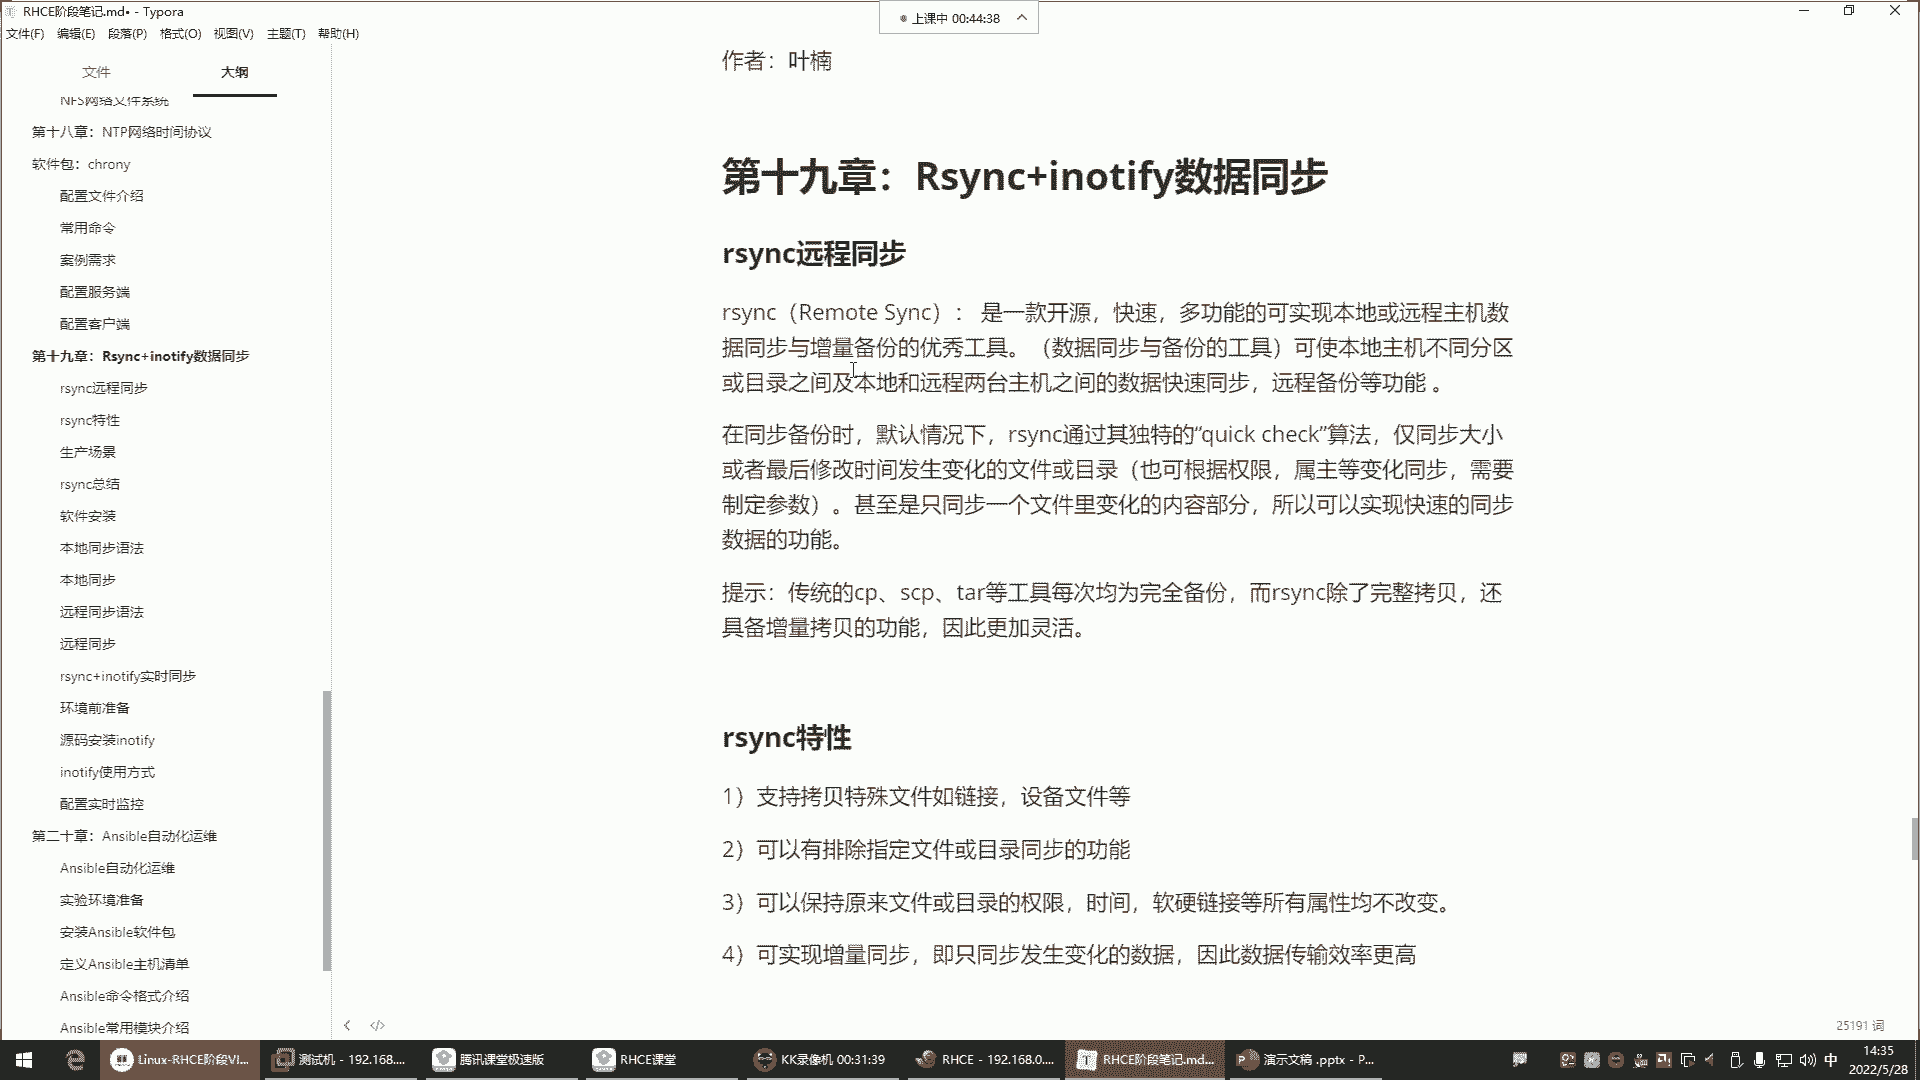 RHCE阶段笔记.md• - Typora
上课中 00:44:38
文件(F) 编辑(E) 段落(P) 格式(O) 视图(V) 主题(T) 帮助(H)
文件 大纲
NFS网络文件系统
第十八章：NTP网络时间协议
软件包：chrony
配置文件介绍
常用命令
案例需求
配置服务端
配置客户端
第十九章：Rsync+inotify数据同步
rsync远程同步
rsync特性
生产场景
rsync总结
软件安装
本地同步语法
本地同步
远程同步语法
远程同步
rsync+inotify实时同步
环境前准备
源码安装inotify
inotify使用方式
配置实时监控
第二十章：Ansible自动化运维
Ansible自动化运维
实验环境准备
安装Ansible软件包
定义Ansible主机清单
Ansible命令格式介绍
Ansible常用模块介绍
作者：叶楠
第十九章：Rsync+inotify数据同步
rsync远程同步
rsync（Remote Sync）： 是一款开源，快速，多功能的可实现本地或远程主机数
据同步与增量备份的优秀工具。（数据同步与备份的工具）可使本地主机不同分区
或目录之间及本地和远程两台主机之间的数据快速同步，远程备份等功能 。
在同步备份时，默认情况下，rsync通过其独特的“quick check”算法，仅同步大小
或者最后修改时间发生变化的文件或目录（也可根据权限，属主等变化同步，需要
制定参数）。甚至是只同步一个文件里变化的内容部分，所以可以实现快速的同步
数据的功能。
提示：传统的cp、scp、tar等工具每次均为完全备份，而rsync除了完整拷贝，还
具备增量拷贝的功能，因此更加灵活。
rsync特性
1）支持拷贝特殊文件如链接，设备文件等
2）可以有排除指定文件或目录同步的功能
3）可以保持原来文件或目录的权限，时间，软硬链接等所有属性均不改变。
4）可实现增量同步，即只同步发生变化的数据，因此数据传输效率更高
25191 词
Linux-RHCE阶段VI... 测试机 - 192.168.... 腾讯课堂极速版 RHCE课堂 KK录像机 00:31:39 RHCE - 192.168.0.... RHCE阶段笔记.md... 演示文稿 .pptx - P... 中 14:35
2022/5/28